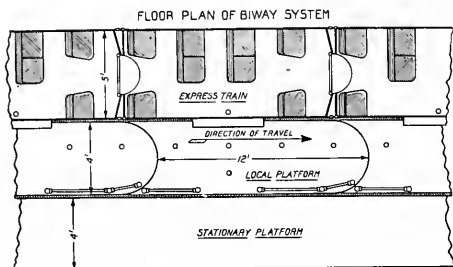 FLOOR PLAN OF BIWAY SYSTEM
5'
EXPRESS TRAIN
DIRECTION OF TRAVEL
4'
12'
LOCAL PLATFORM
4'
STATIONARY PLATFORM